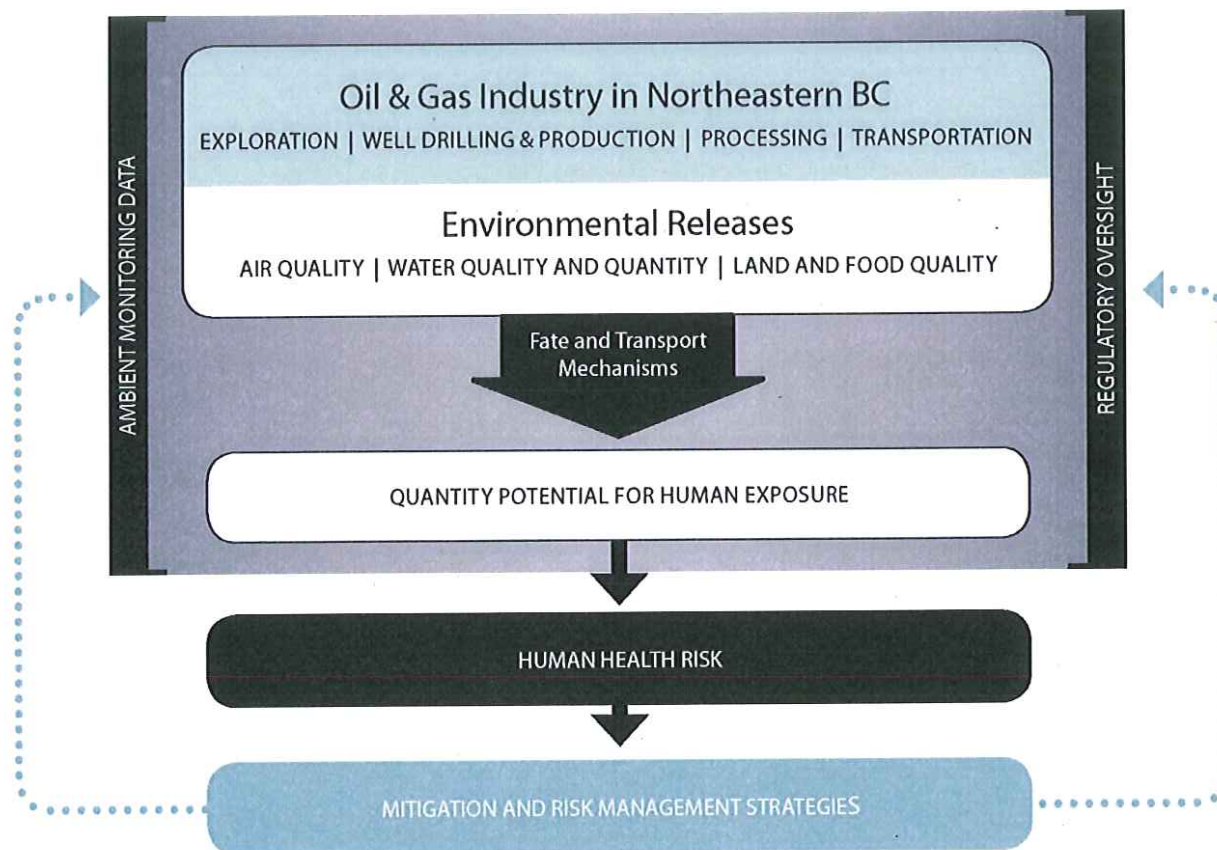 Oil & Gas Industry in Northeastern BC
EXPLORATION | WELL DRILLING & PRODUCTION | PROCESSING | TRANSPORTATION
Environmental Releases
AIR QUALITY | WATER QUALITY AND QUANTITY | LAND AND FOOD QUALITY
AMBIENT MONITORING DATA
REGULATORY OVERSIGHT
Fate and Transport
Mechanisms
QUANTITY POTENTIAL FOR HUMAN EXPOSURE
HUMAN HEALTH RISK
MITIGATION AND RISK MANAGEMENT STRATEGIES